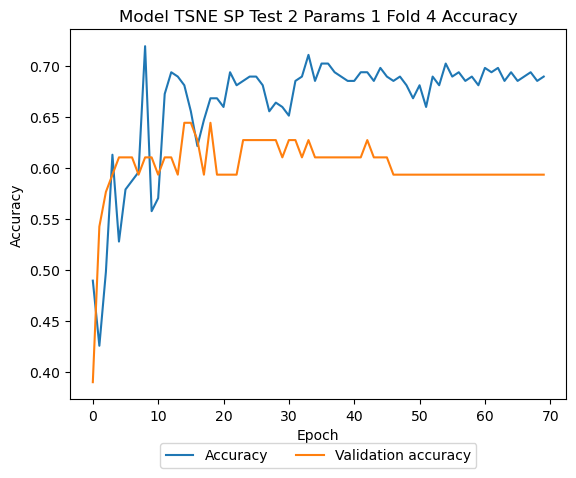 Model TSNE SP Test 2 Params 1 Fold 4 Accuracy
0.70
0.65
0.60
0.55
0.50
0.45
0.40
Accuracy
0 10 20 30 40 50 60 70
Epoch
Accuracy Validation accuracy